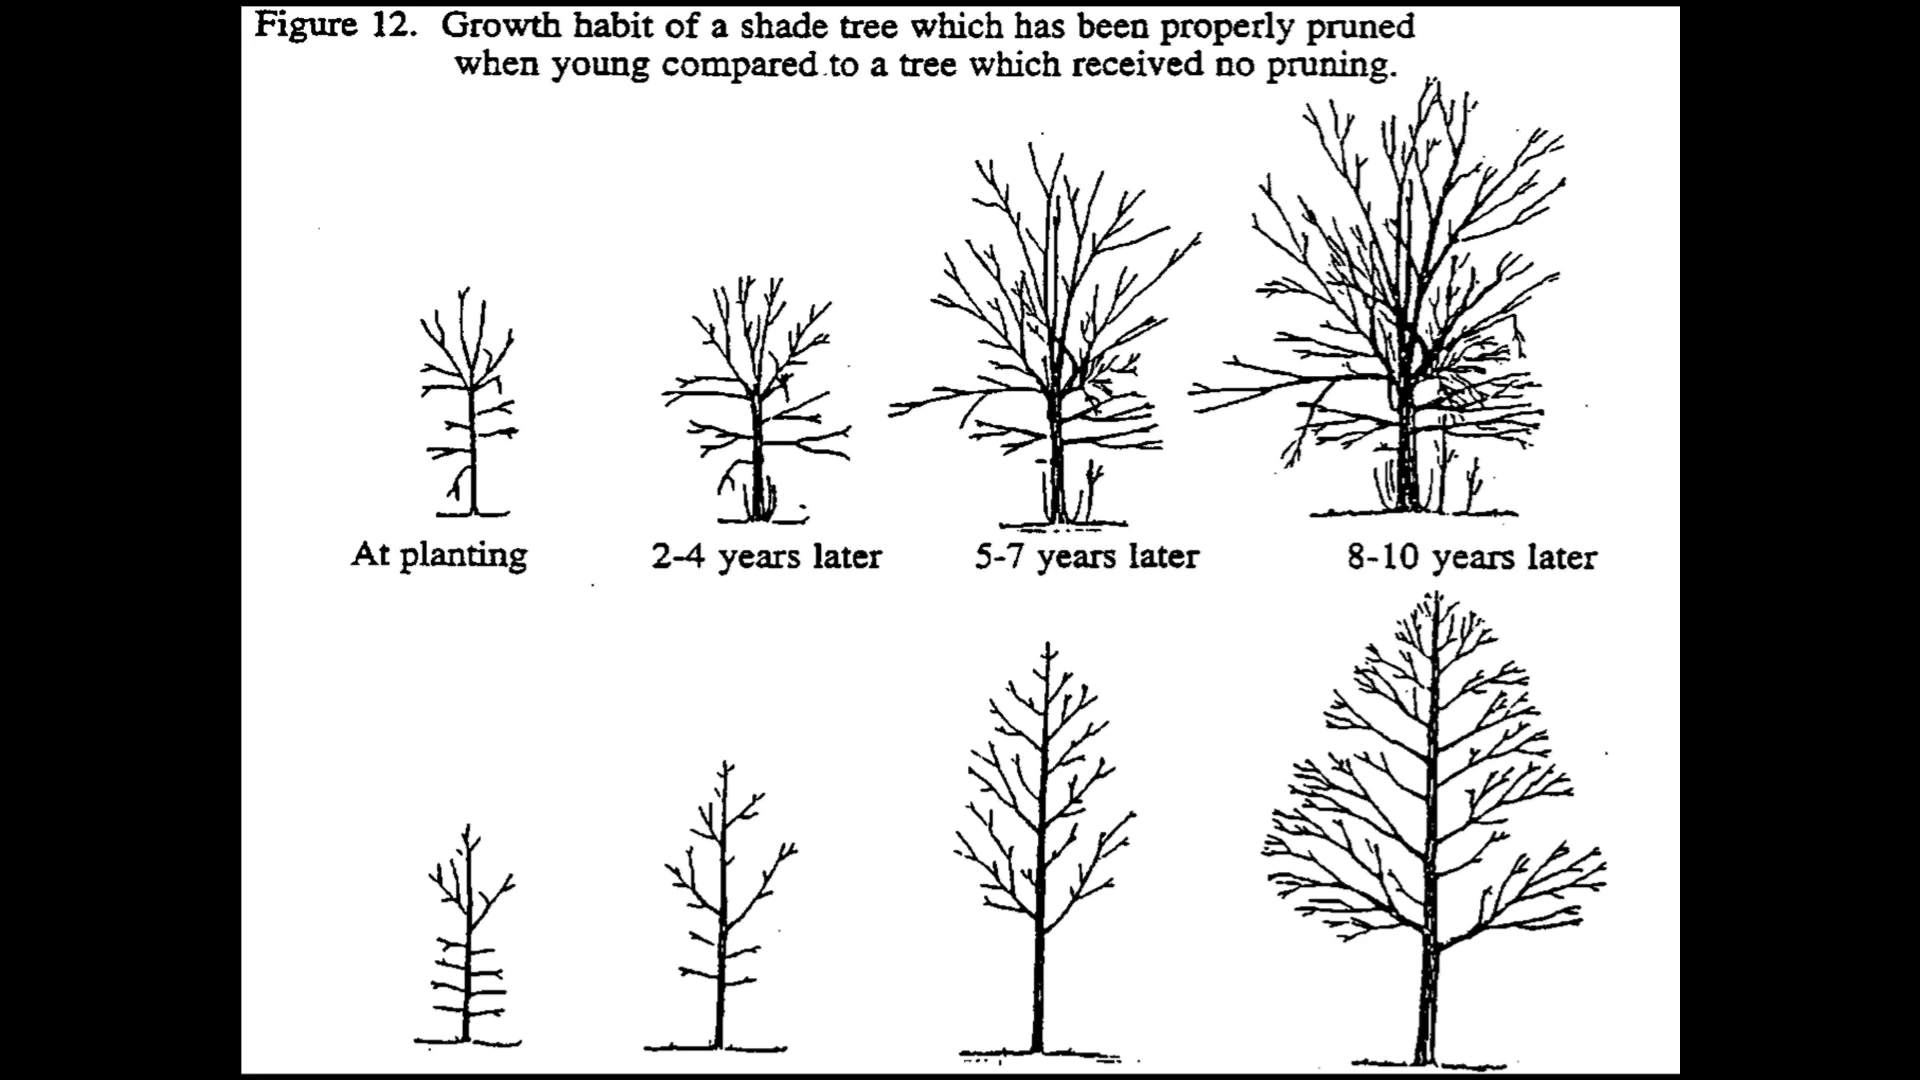 Figure 12. Growth habit of a shade tree which has been properly pruned
when young compared to a tree which received no pruning.
At planting
2-4 years later
5-7 years later
8-10 years later